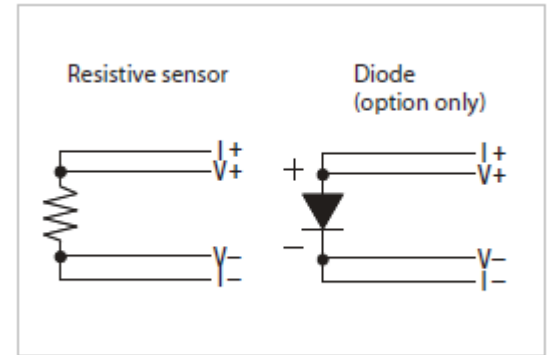 Resistive sensor
Diode
(option only)
I+
V+
V–
I–
+
–
I+
V+
V–
I–